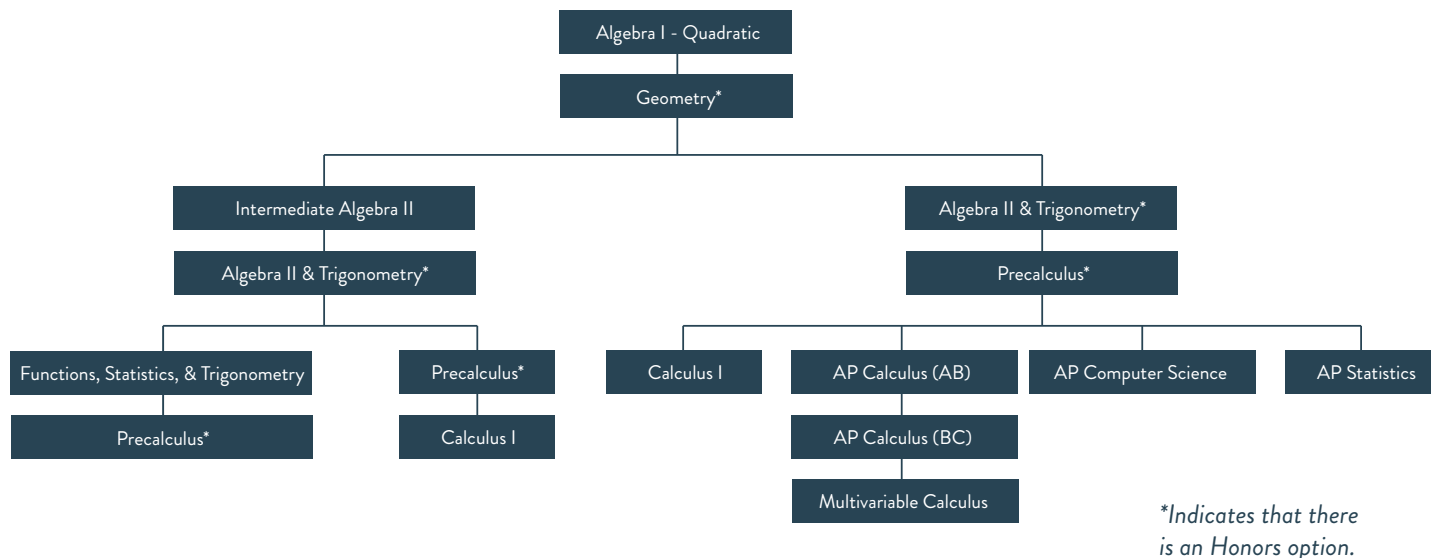 Algebra I - Quadratic
Geometry*
Intermediate Algebra II
Algebra II & Trigonometry*
Algebra II & Trigonometry*
Precalculus*
Functions, Statistics, & Trigonometry
Precalculus*
Calculus I
AP Calculus (AB)
AP Computer Science
AP Statistics
Precalculus*
Calculus I
AP Calculus (BC)
Multivariable Calculus
*Indicates that there
is an Honors option.